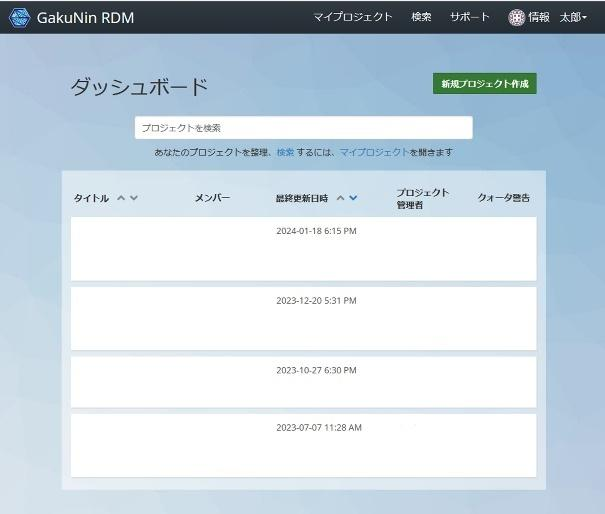 GakuNin RDM マイプロジェクト 検索 サポート 情報 太郎
ダッシュボード 新規プロジェクト作成
プロジェクトを検索
あなたのプロジェクトを整理、検索 するには、マイプロジェクトを開きます
タイトル メンバー 最終更新日時 プロジェクト管理者 クォータ警告
2024-01-18 6:15 PM
2023-12-20 5:31 PM
2023-10-27 6:30 PM
2023-07-07 11:28 AM